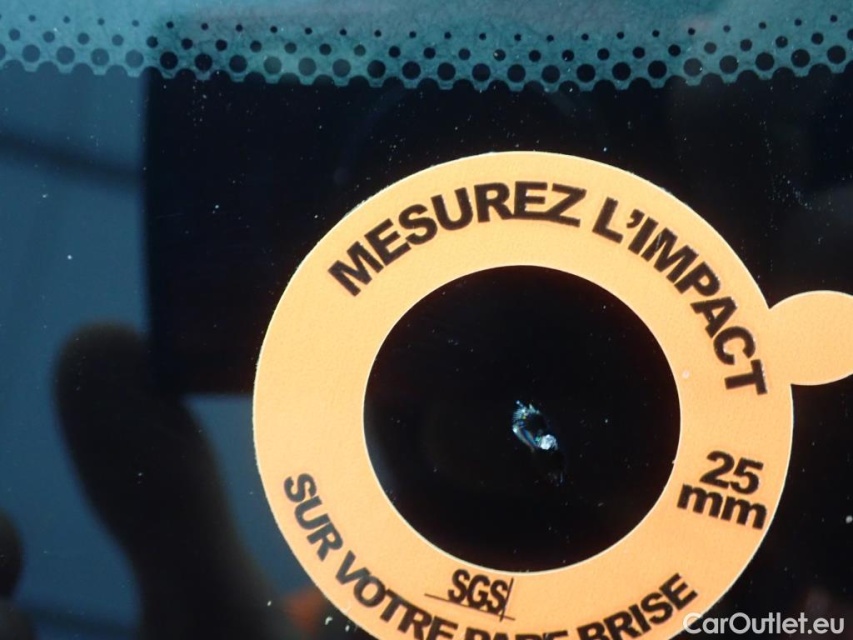 MESUREZ L'IMPACT
25
mm
SUR VOTRE PARE BRISE
SGS
CarOutlet.eu